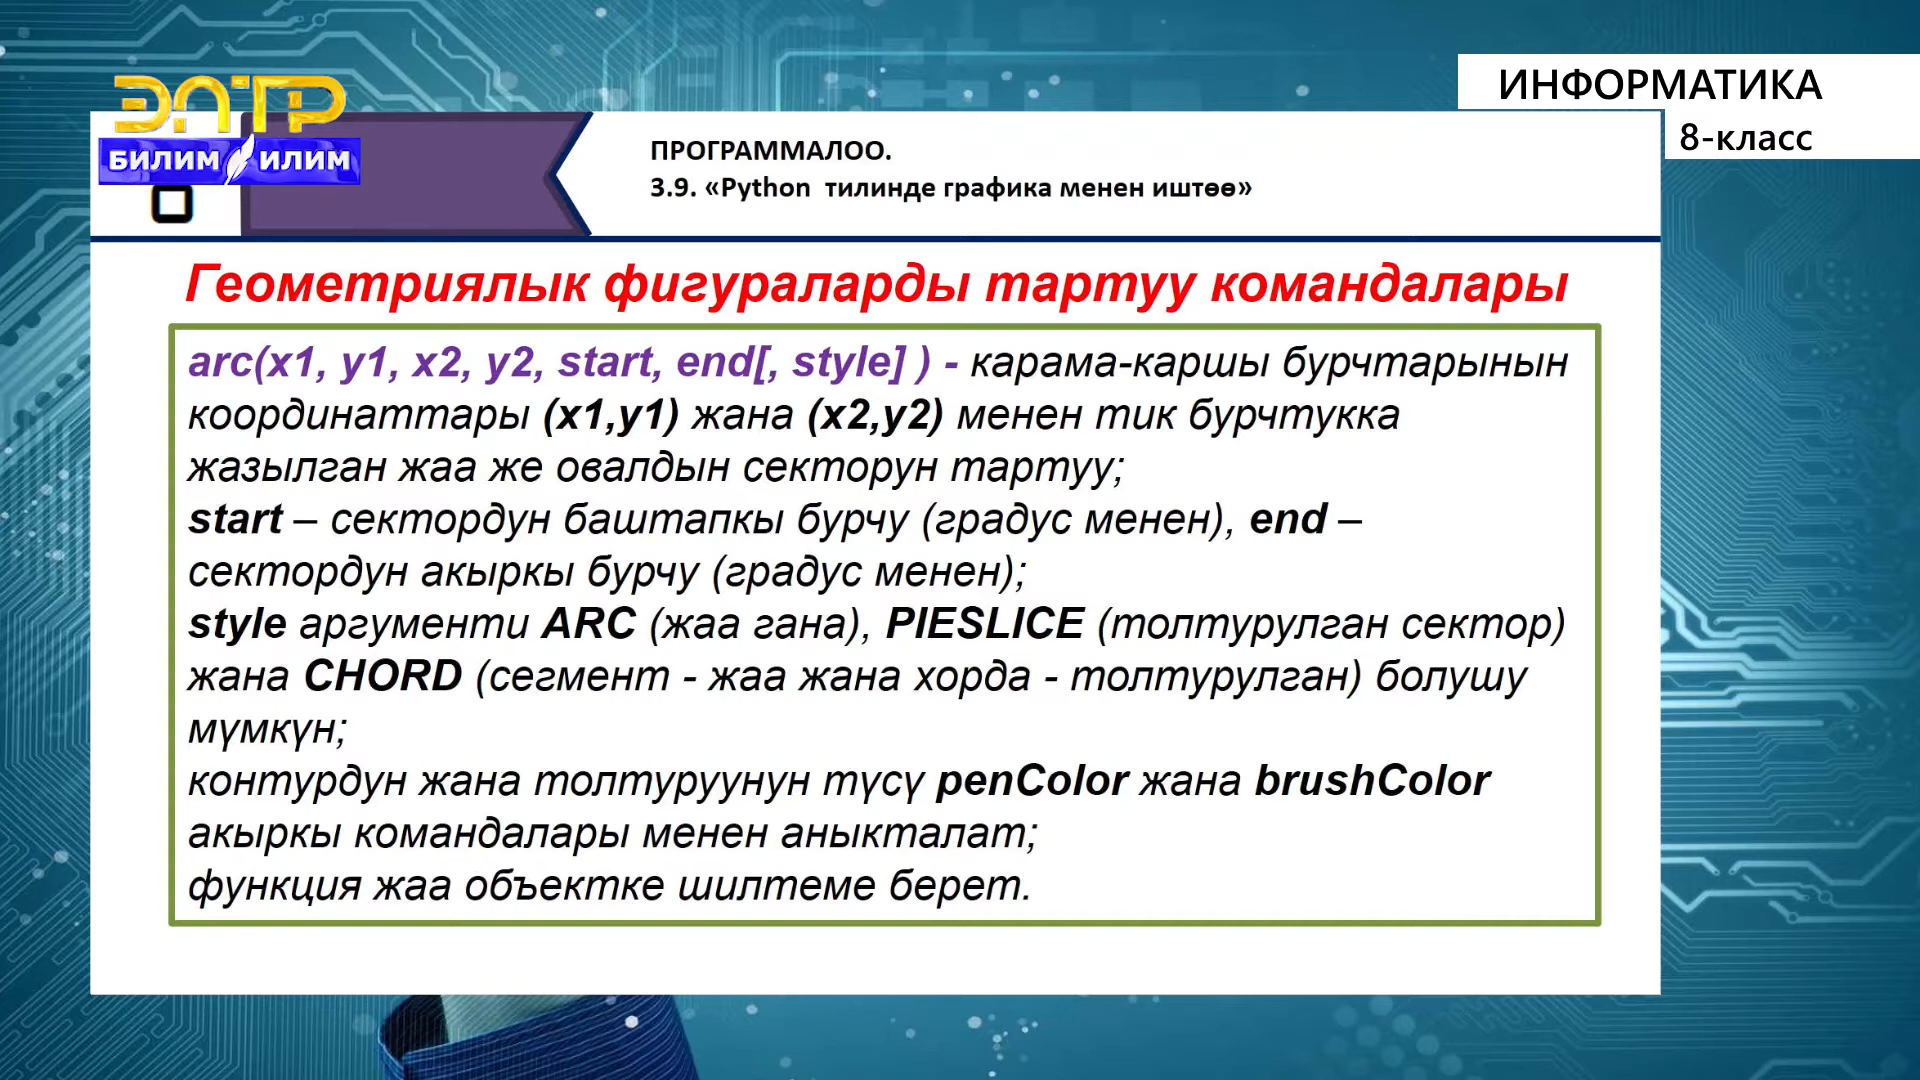 ЭЛТР
БИЛИМ ИЛИМ
ИНФОРМАТИКА
8-класс
ПРОГРАММАЛОО.
3.9. «Python тилинде графика менен иштөө»
Геометриялык фигураларды тартуу командалары
arc(x1, y1, x2, y2, start, end[, style] ) - карама-каршы бурчтарынын
координаттары (x1,y1) жана (x2,y2) менен тик бурчтукка
жазылган жаа же овалдын секторун тартуу;
start – сектордун баштапкы бурчу (градус менен), end –
сектордун акыркы бурчу (градус менен);
style аргументи ARC (жаа гана), PIESLICE (толтурулган сектор)
жана CHORD (сегмент - жаа жана хорда - толтурулган) болушу
мүмкүн;
контурдун жана толтуруунун түсү penColor жана brushColor
акыркы командалары менен аныкталат;
функция жаа объектке шилтеме берет.